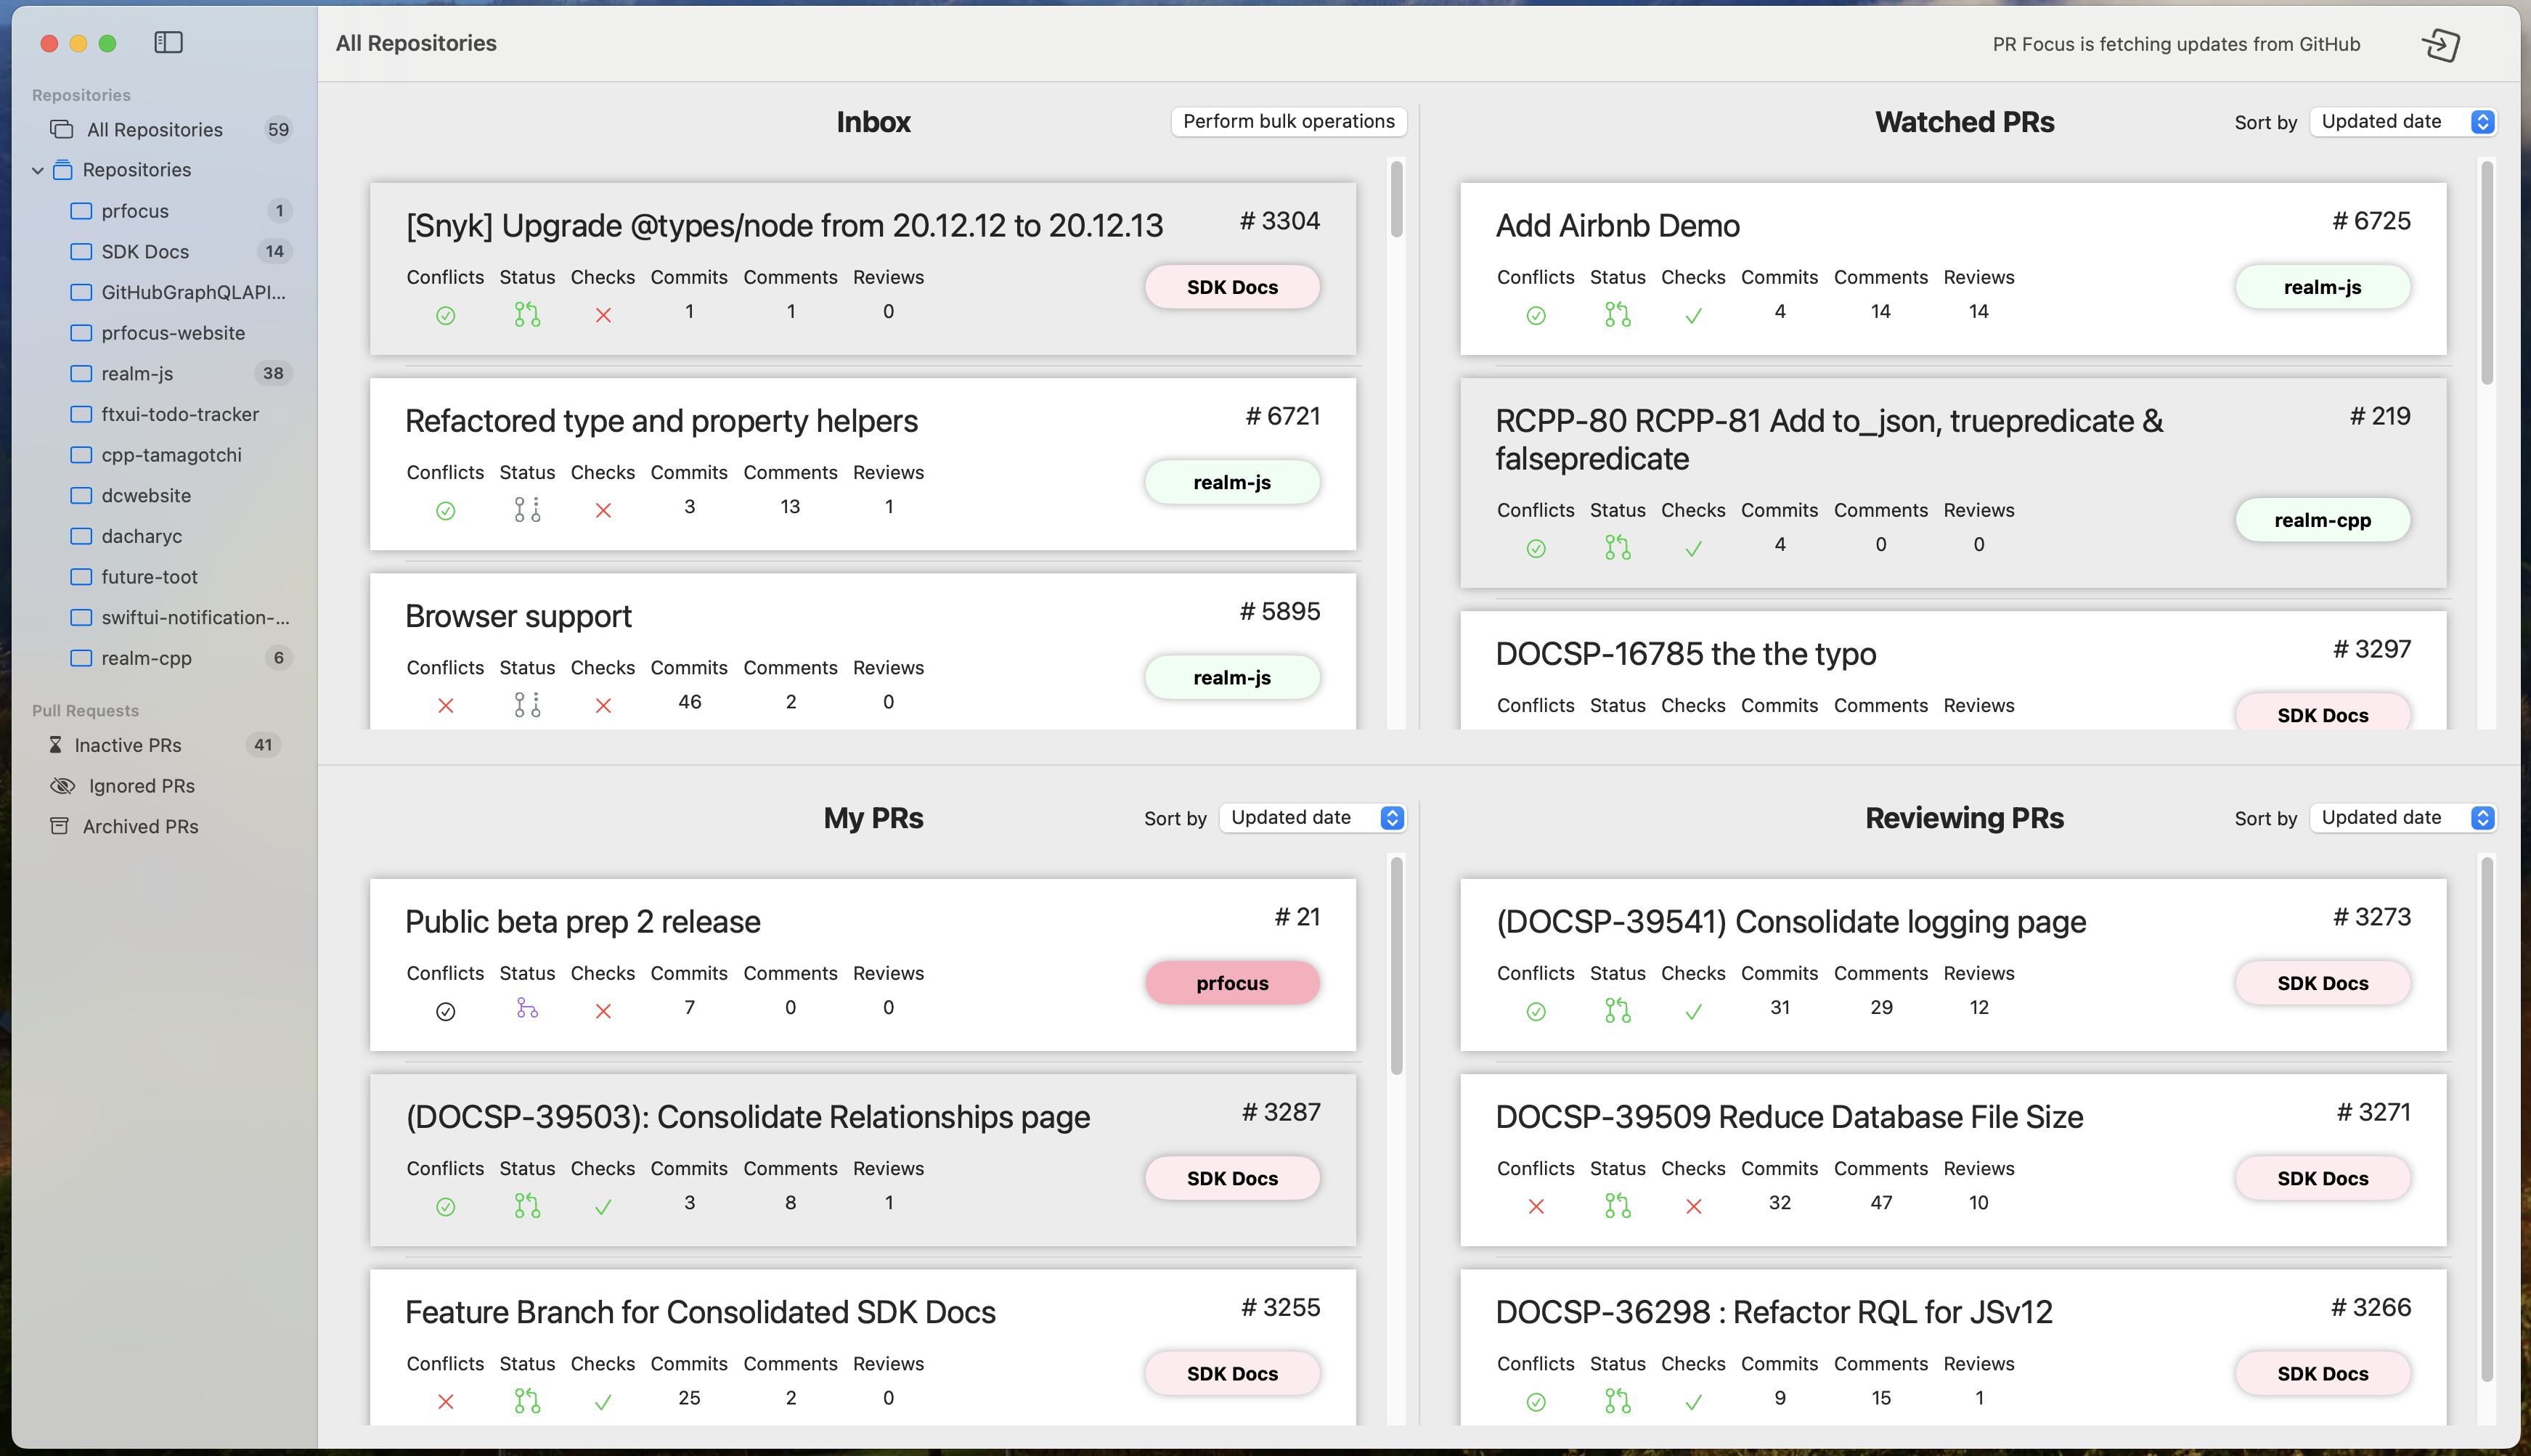 All Repositories
PR Focus is fetching updates from GitHub
Repositories
All Repositories 59
Repositories
prfocus 1
SDK Docs 14
GitHubGraphQLAPI...
prfocus-website
realm-js 38
ftxui-todo-tracker
cpp-tamagotchi
dcwebsite
dacharyc
future-toot
swiftui-notification-...
realm-cpp 6
Pull Requests
Inactive PRs 41
Ignored PRs
Archived PRs
Inbox
Perform bulk operations
[Snyk] Upgrade @types/node from 20.12.12 to 20.12.13 # 3304
Conflicts Status Checks Commits Comments Reviews
1 1 0
SDK Docs
Refactored type and property helpers # 6721
Conflicts Status Checks Commits Comments Reviews
3 13 1
realm-js
Browser support # 5895
Conflicts Status Checks Commits Comments Reviews
46 2 0
realm-js
Watched PRs
Sort by Updated date
Add Airbnb Demo # 6725
Conflicts Status Checks Commits Comments Reviews
4 14 14
realm-js
RCPP-80 RCPP-81 Add to_json, truepredicate & # 219
falsepredicate
Conflicts Status Checks Commits Comments Reviews
4 0 0
realm-cpp
DOCSP-16785 the the typo # 3297
Conflicts Status Checks Commits Comments Reviews
SDK Docs
My PRs
Sort by Updated date
Public beta prep 2 release # 21
Conflicts Status Checks Commits Comments Reviews
7 0 0
prfocus
(DOCSP-39503): Consolidate Relationships page # 3287
Conflicts Status Checks Commits Comments Reviews
3 8 1
SDK Docs
Feature Branch for Consolidated SDK Docs # 3255
Conflicts Status Checks Commits Comments Reviews
25 2 0
SDK Docs
Reviewing PRs
Sort by Updated date
(DOCSP-39541) Consolidate logging page # 3273
Conflicts Status Checks Commits Comments Reviews
31 29 12
SDK Docs
DOCSP-39509 Reduce Database File Size # 3271
Conflicts Status Checks Commits Comments Reviews
32 47 10
SDK Docs
DOCSP-36298 : Refactor RQL for JSv12 # 3266
Conflicts Status Checks Commits Comments Reviews
9 15 1
SDK Docs